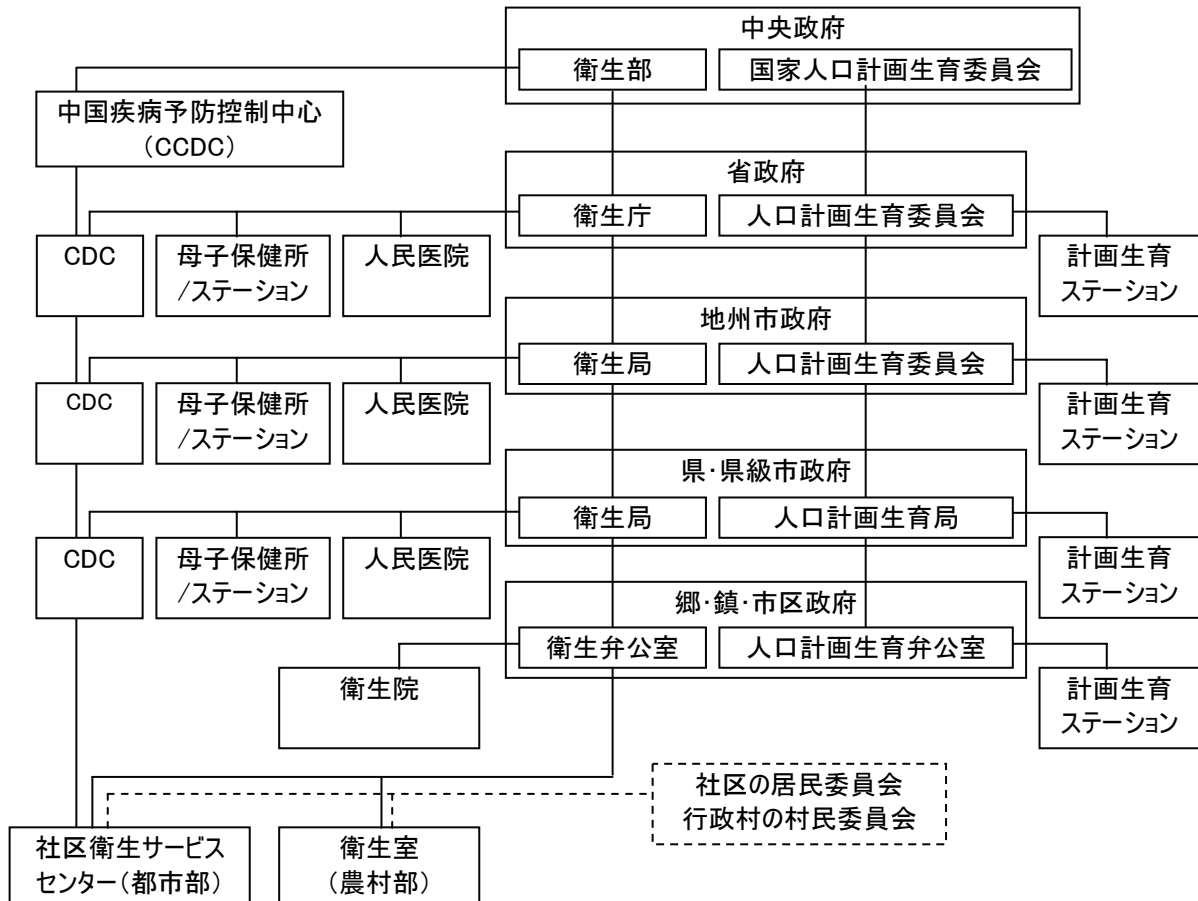 中央政府
衛生部
国家人口計画生育委員会
中国疾病予防控制中心
(CCDC)
省政府
衛生庁
人口計画生育委員会
CDC
母子保健所
/ステーション
人民医院
計画生育
ステーション
地州市政府
衛生局
人口計画生育委員会
CDC
母子保健所
/ステーション
人民医院
計画生育
ステーション
県・県級市政府
衛生局
人口計画生育局
CDC
母子保健所
/ステーション
人民医院
計画生育
ステーション
郷・鎮・市区政府
衛生弁公室
人口計画生育弁公室
衛生院
計画生育
ステーション
社区の居民委員会
行政村の村民委員会
社区衛生サービス
センター(都市部)
衛生室
(農村部)